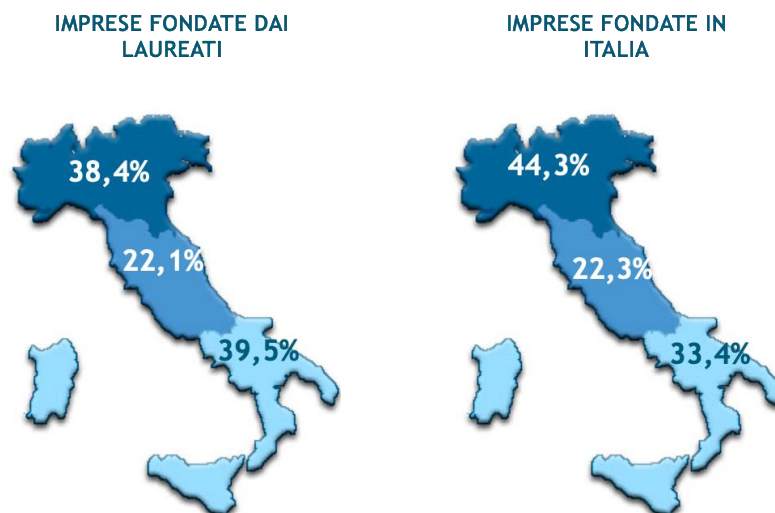 IMPRESE FONDATE DAI
LAUREATI
38,4%
22,1%
39,5%
IMPRESE FONDATE IN
ITALIA
44,3%
22,3%
33,4%